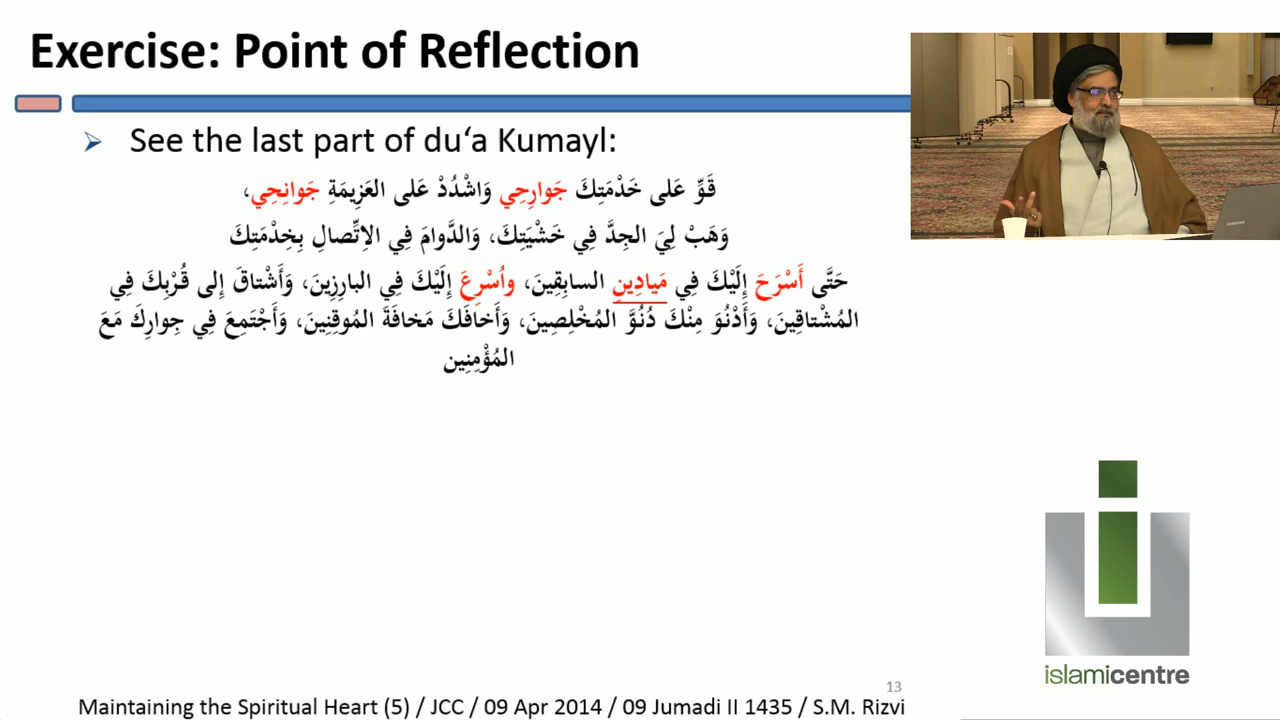 Exercise: Point of Reflection
See the last part of du‘a Kumayl:
قَوِّ عَلى خَدْمَتِكَ جَوارِحِي وَاشْدُدْ عَلى العَزِيمَةِ جَوانِحِي،
وَهَبْ لِيَ الجِدَّ فِي خَشْيَتِكَ، وَالدَّوامَ فِي الاِتِّصالِ بِخِدْمَتِكَ
حَتَّى أَسْرَحَ إِلَيْكَ فِي مَيادِينِ السابِقِينَ، واُسْرِعَ إِلَيْكَ فِي البارِزِينَ، وَأَشْتاقَ إِلى قُرْبِكَ فِي
المُشْتاقِينَ، وَأَدْنُوَ مِنْكَ دُنُوَّ المُخْلِصِينَ، وَأَخافَكَ مَخافَةَ المُوقِنِينَ، وَأَجْتَمِعَ فِي جِوارِكَ مَعَ
المُؤْمِنِين
islamicentre
13
Maintaining the Spiritual Heart (5) / JCC / 09 Apr 2014 / 09 Jumadi II 1435 / S.M. Rizvi